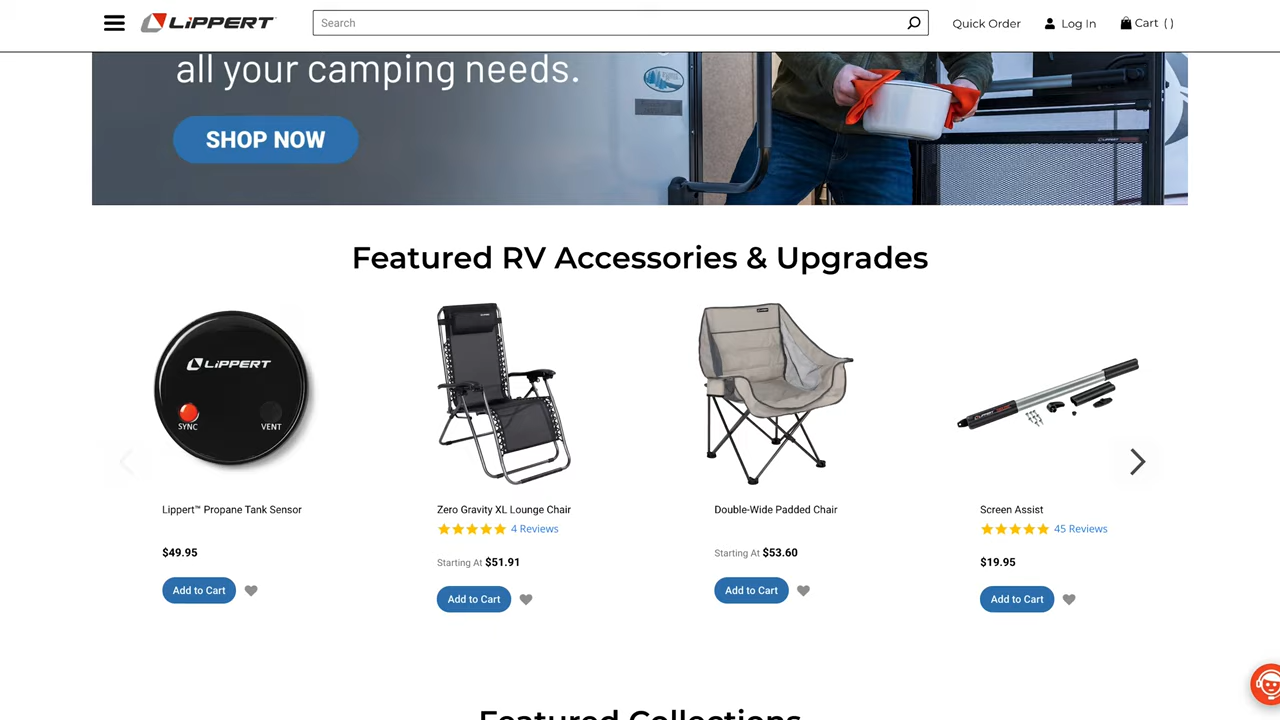 LIPPERT
Search
Quick Order
Log In
Cart ( )
all your camping needs.
SHOP NOW
Featured RV Accessories & Upgrades
LIPPERT
SYNC
VENT
Lippert™ Propane Tank Sensor
$49.95
Add to Cart
Zero Gravity XL Lounge Chair
4 Reviews
Starting At $51.91
Add to Cart
Double-Wide Padded Chair
Starting At $53.60
Add to Cart
Screen Assist
45 Reviews
$19.95
Add to Cart
Featured Collections